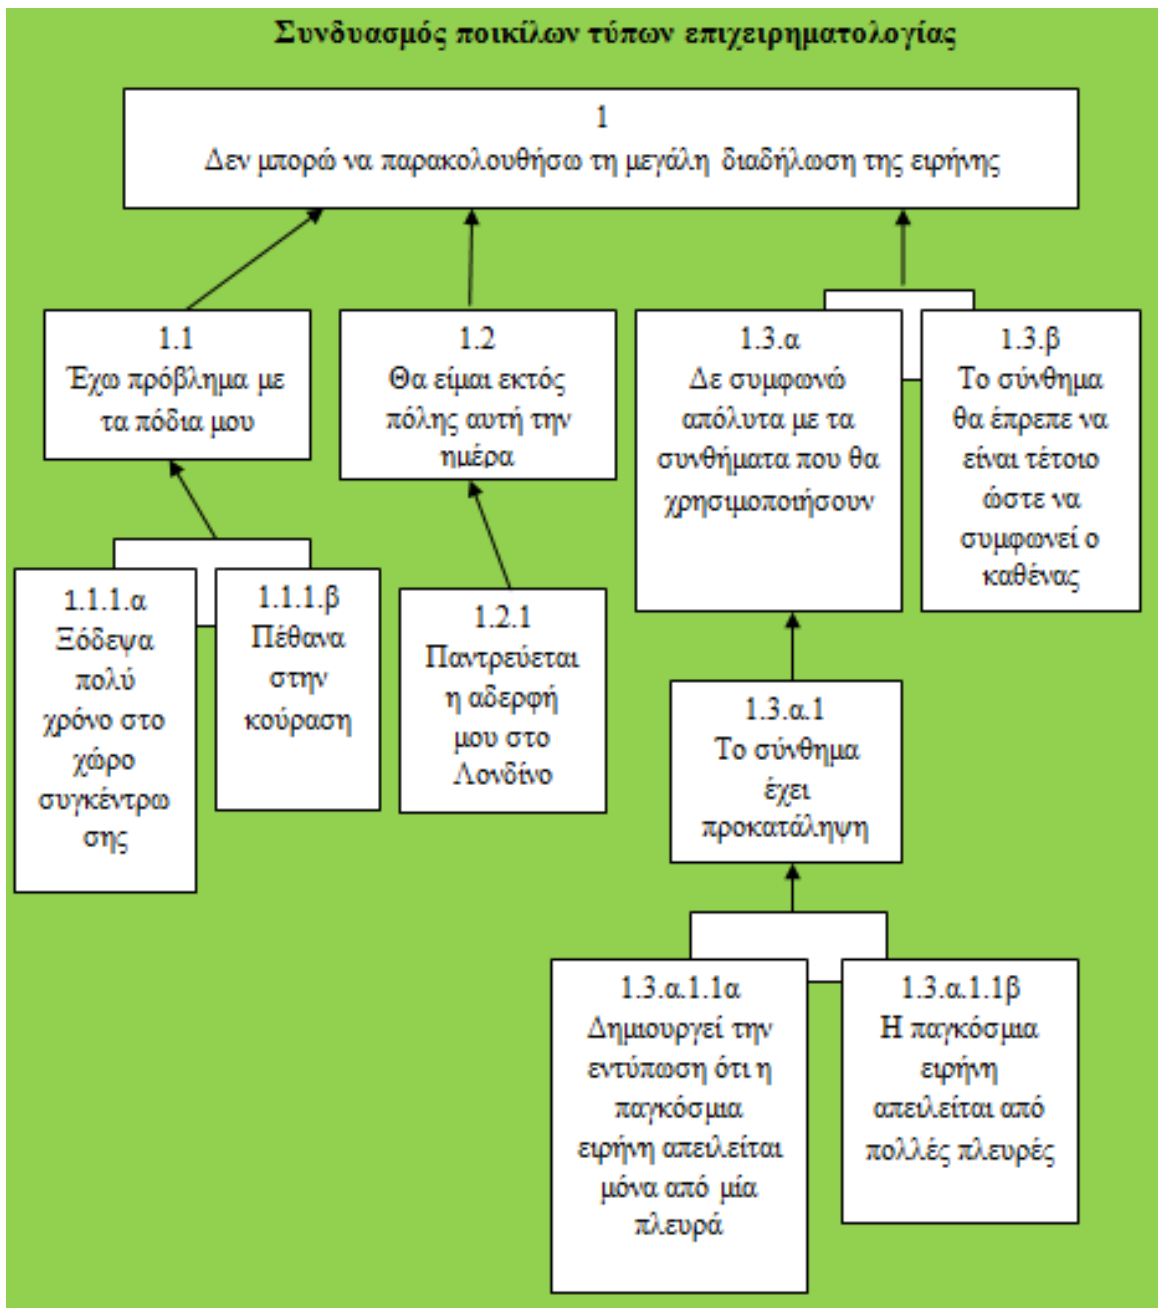 Συνδυασμός ποικίλων τύπων επιχειρηματολογίας
1
Δεν μπορώ να παρακολουθήσω τη μεγάλη διαδήλωση της ειρήνης
1.1
Έχω πρόβλημα με
τα πόδια μου
1.2
Θα είμαι εκτός
πόλης αυτή την
ημέρα
1.3.α
Δε συμφωνώ
απόλυτα με τα
συνθήματα που θα
χρησιμοποιήσουν
1.3.β
Το σύνθημα
θα έπρεπε να
είναι τέτοιο
ώστε να
συμφωνεί ο
καθένας
1.1.1.α
Ξόδεψα
πολύ
χρόνο στο
χώρο
συγκέντρω
σης
1.1.1.β
Πέθανα
στην
κούραση
1.2.1
Παντρεύεται
η αδερφή
μου στο
Λονδίνο
1.3.α.1
Το σύνθημα
έχει
προκατάληψη
1.3.α.1.1α
Δημιουργεί την
εντύπωση ότι η
παγκόσμια
ειρήνη απειλείται
μόνα από μία
πλευρά
1.3.α.1.1β
Η παγκόσμια
ειρήνη
απειλείται από
πολλές πλευρές